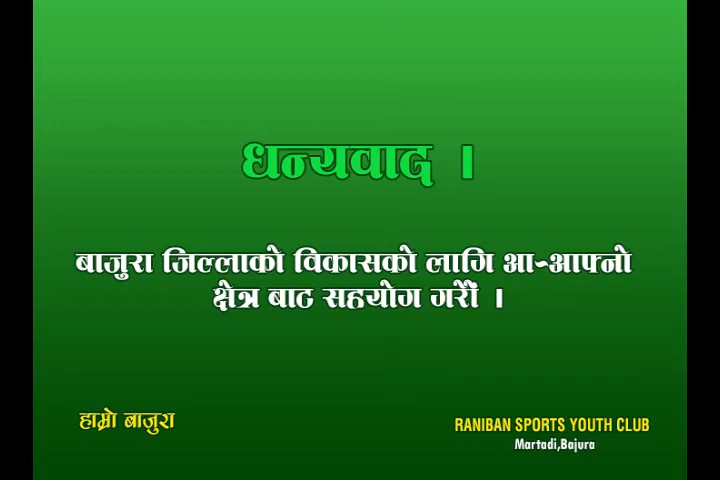 धन्यवाद ।
बाजुरा जिल्लाको विकासको लागि आ-आफ्नो
क्षेत्र बाट सहयोग गरौं ।
हाम्रो बाजुरा
RANIBAN SPORTS YOUTH CLUB
Martadi,Bajura